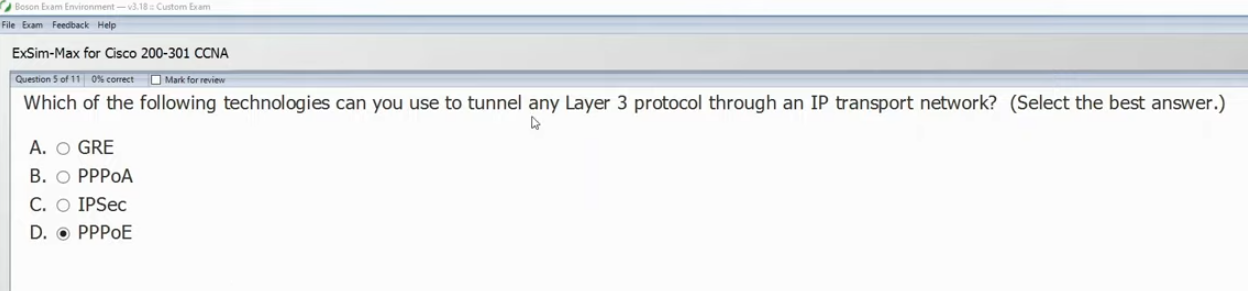 Boson Exam Environment — v3.18 :: Custom Exam
File Exam Feedback Help
ExSim-Max for Cisco 200-301 CCNA
Question 5 of 11 0% correct Mark for review
Which of the following technologies can you use to tunnel any Layer 3 protocol through an IP transport network? (Select the best answer.)
A. GRE
B. PPPoA
C. IPSec
D. PPPoE